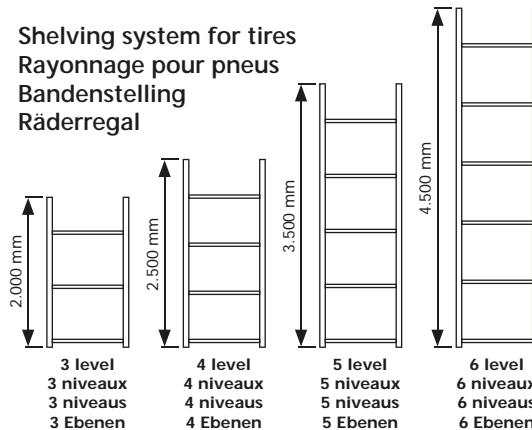 Shelving system for tires
Rayonnage pour pneus
Bandenstelling
Räderregal
2.000 mm
2.500 mm
3.500 mm
4.500 mm
3 level
3 niveaux
3 niveaus
3 Ebenen
4 level
4 niveaux
4 niveaus
4 Ebenen
5 level
5 niveaux
5 niveaus
5 Ebenen
6 level
6 niveaux
6 niveaus
6 Ebenen